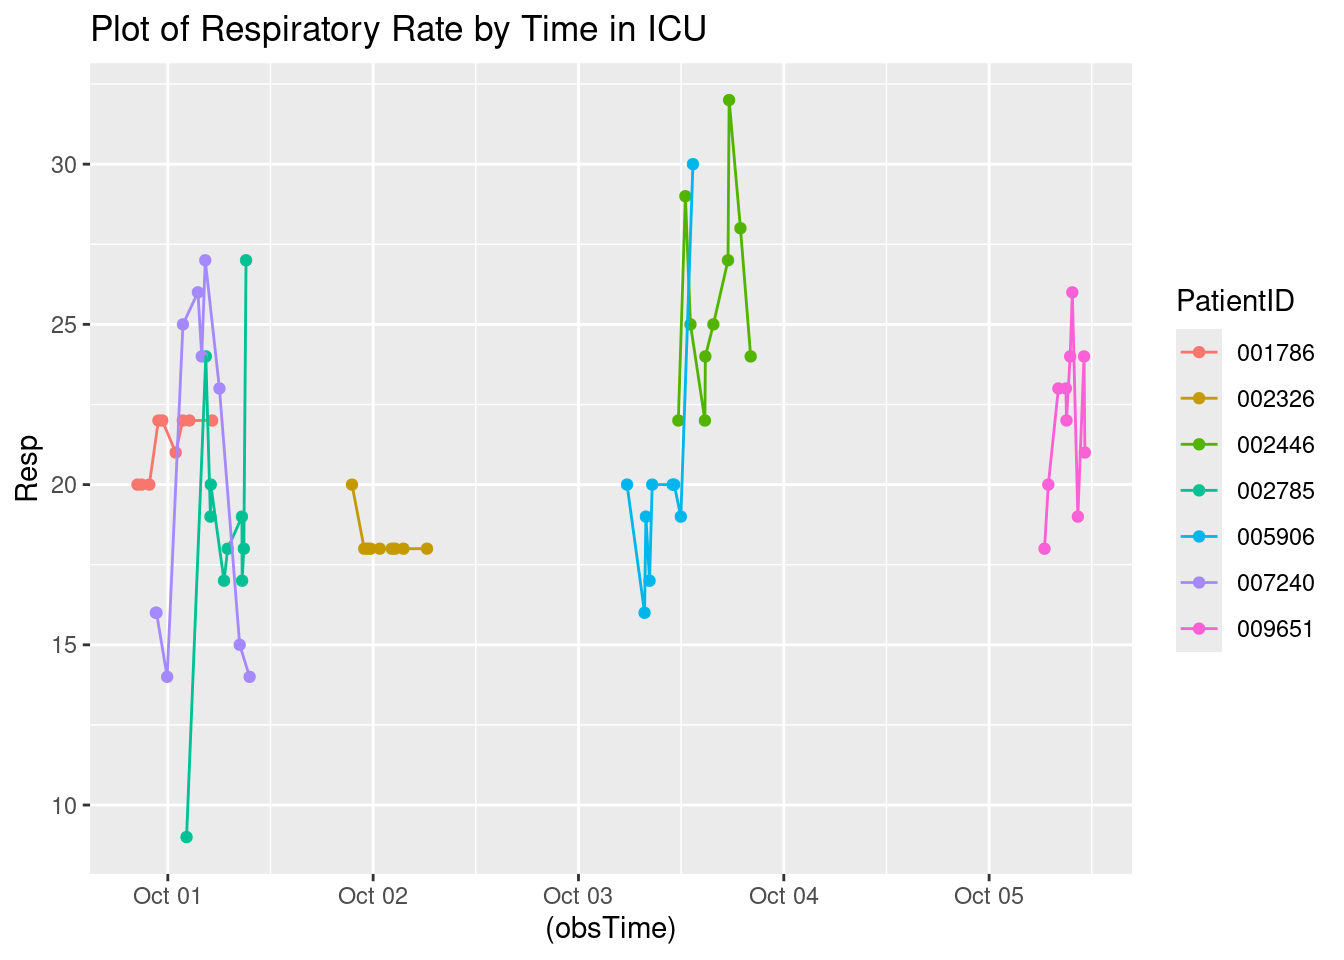 Plot of Respiratory Rate by Time in ICU
Resp
30
25
20
15
10
Oct 01
Oct 02
Oct 03
Oct 04
Oct 05
(obsTime)
PatientID
001786
002326
002446
002785
005906
007240
009651